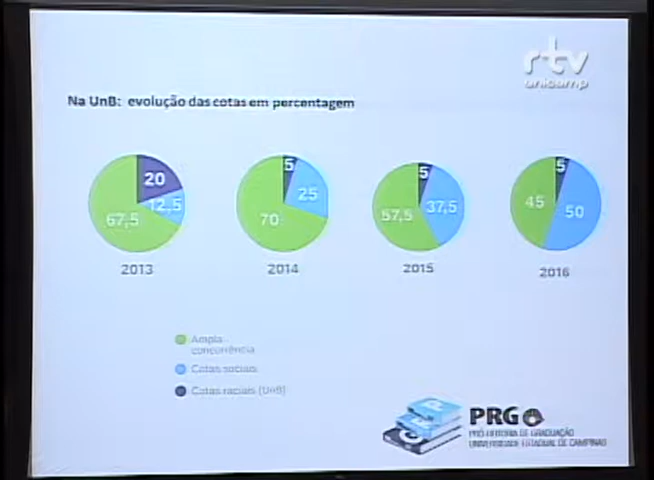 rtv
unicamp
Na UnB: evolução das cotas em percentagem
20
12,5
67,5
2013
5
25
70
2014
5
37,5
57,5
2015
5
45
50
2016
Ampla
concorrência
Cotas sociais
Cotas raciais (UnB)
PRG
PRÓ-REITORIA DE GRADUAÇÃO
UNIVERSIDADE ESTADUAL DE CAMPINAS